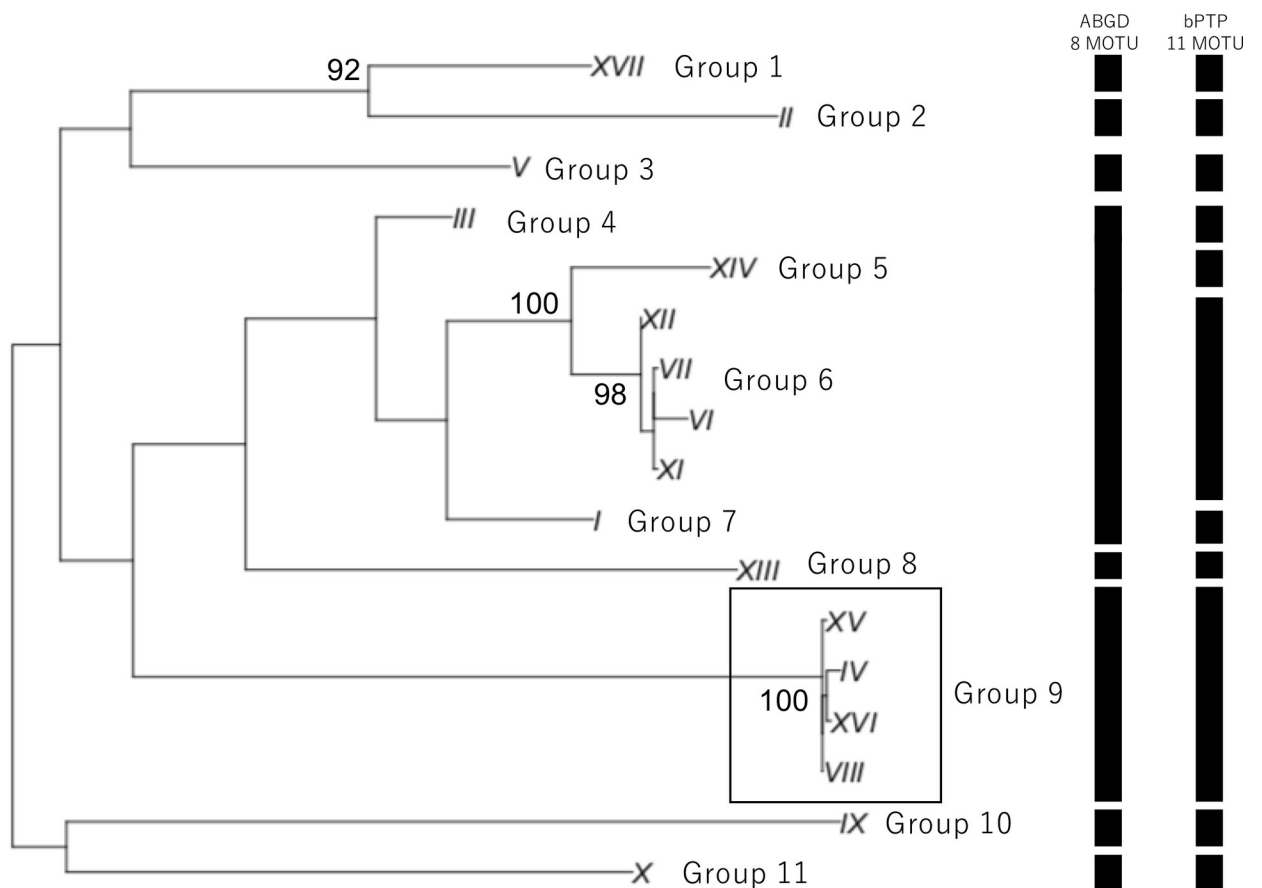 ABGD
8 MOTU
bPTP
11 MOTU
92
XVII Group 1
II Group 2
V Group 3
III Group 4
XIV Group 5
100
XII
VII
Group 6
98
VI
XI
I Group 7
XIII Group 8
XV
IV
100
Group 9
XVI
VIII
IX Group 10
X Group 11